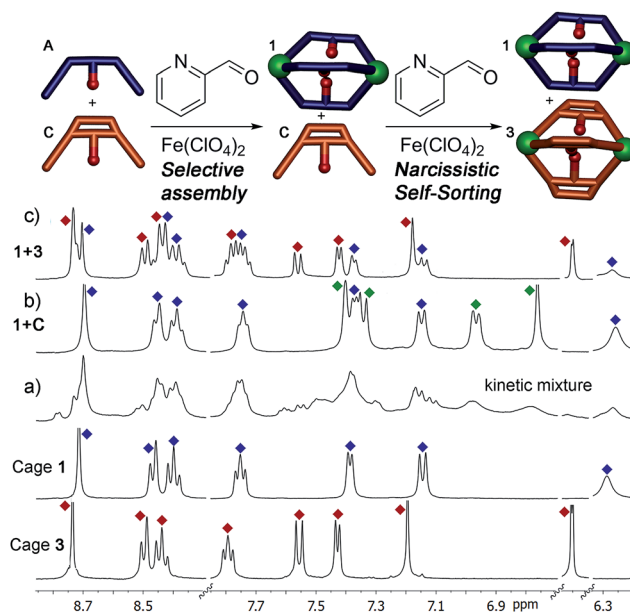 A
+
C
N
O
Fe(ClO4)2
Selective
assembly
1
+
C
N
O
Fe(ClO4)2
Narcissistic
Self-Sorting
1
+
3
c)
1+3
b)
1+C
a)
kinetic mixture
Cage 1
Cage 3
8.7 8.5 7.7 7.5 7.3 7.1 6.9 ppm 6.3